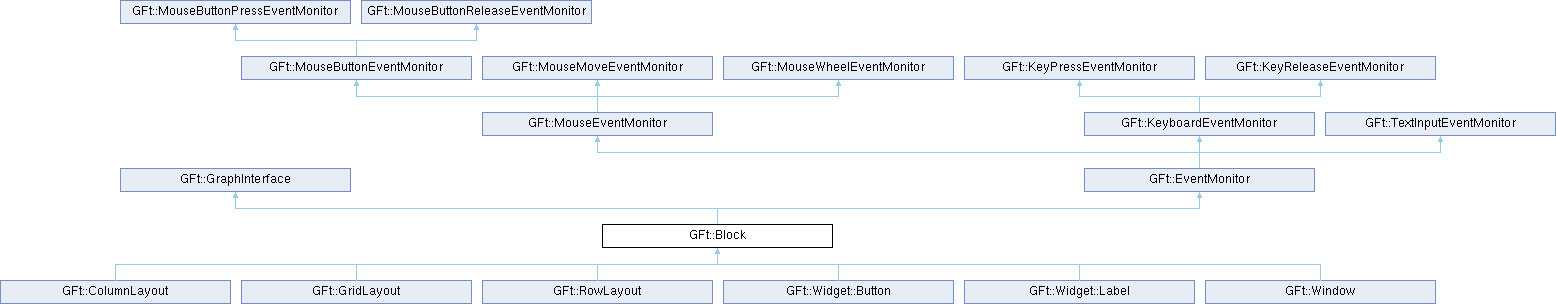 GFt::MouseButtonPressEventMonitor
GFt::MouseButtonReleaseEventMonitor
GFt::MouseButtonEventMonitor
GFt::MouseMoveEventMonitor
GFt::MouseWheelEventMonitor
GFt::KeyPressEventMonitor
GFt::KeyReleaseEventMonitor
GFt::MouseEventMonitor
GFt::KeyboardEventMonitor
GFt::TextInputEventMonitor
GFt::GraphInterface
GFt::EventMonitor
GFt::Block
GFt::ColumnLayout
GFt::GridLayout
GFt::RowLayout
GFt::Widget::Button
GFt::Widget::Label
GFt::Window